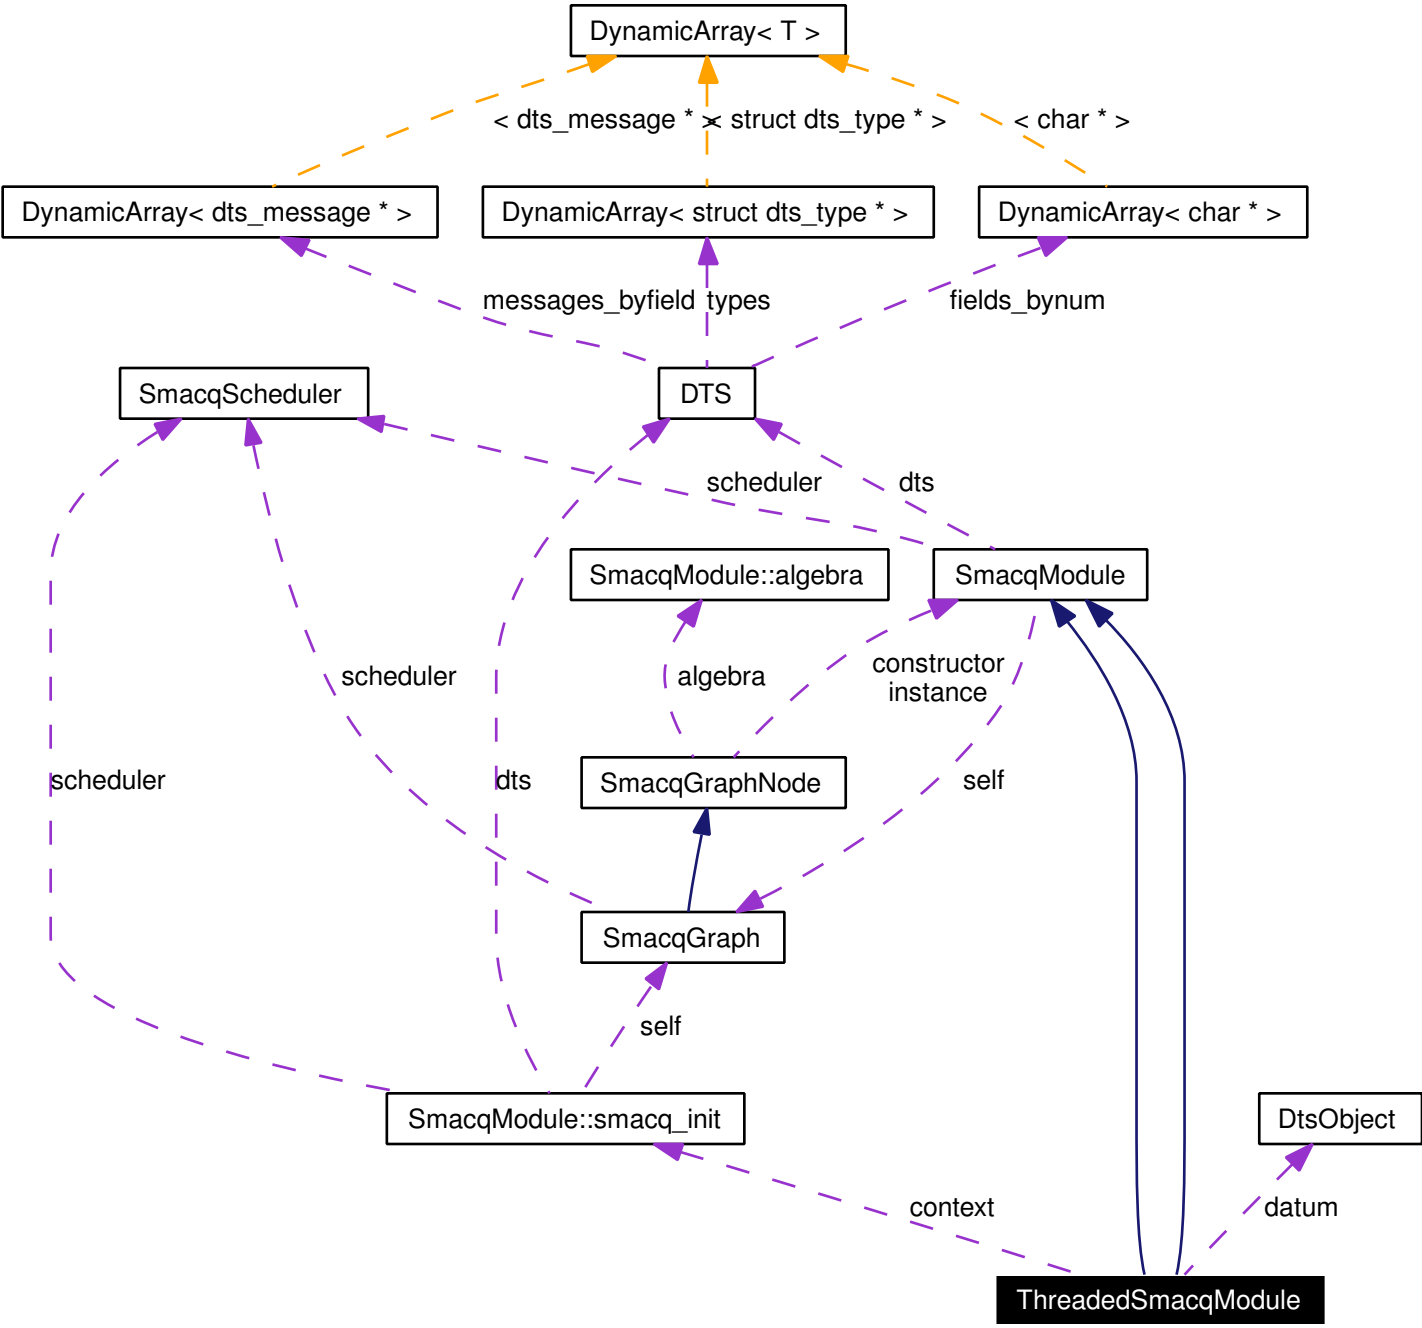 DynamicArray< T >
< dts_message * >
< struct dts_type * >
< char * >
DynamicArray< dts_message * >
DynamicArray< struct dts_type * >
DynamicArray< char * >
messages_byfield
types
fields_bynum
SmacqScheduler
DTS
scheduler
dts
SmacqModule::algebra
SmacqModule
scheduler
algebra
constructor
instance
scheduler
dts
SmacqGraphNode
self
SmacqGraph
self
SmacqModule::smacq_init
DtsObject
context
datum
ThreadedSmacqModule